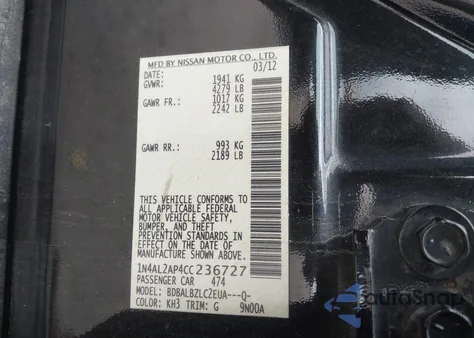 MFD BY NISSAN MOTOR CO., LTD.
DATE: 03/12
GVWR: 1941 KG
4279 LB
GAWR FR.: 1017 KG
2242 LB
GAWR RR.: 993 KG
2189 LB
THIS VEHICLE CONFORMS TO
ALL APPLICABLE FEDERAL
MOTOR VEHICLE SAFETY,
BUMPER, AND THEFT
PREVENTION STANDARDS IN
EFFECT ON THE DATE OF
MANUFACTURE SHOWN ABOVE.
1N4AL2AP4CC236727
PASSENGER CAR 474
MODEL: BDBALBZLC2EUA---Q-
COLOR: KH3 TRIM: G 9N00A
autoSnap